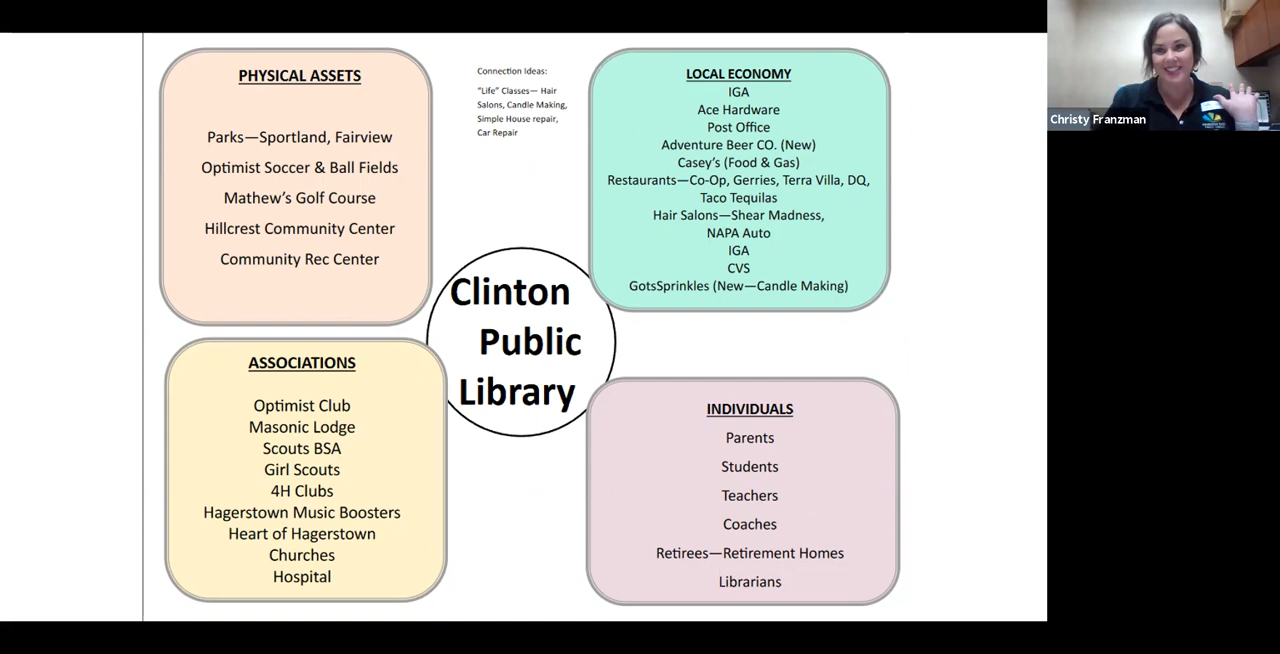 PHYSICAL ASSETS
Parks—Sportland, Fairview
Optimist Soccer & Ball Fields
Mathew’s Golf Course
Hillcrest Community Center
Community Rec Center
Connection Ideas:
“Life” Classes— Hair
Salons, Candle Making,
Simple House repair,
Car Repair
LOCAL ECONOMY
IGA
Ace Hardware
Post Office
Adventure Beer CO. (New)
Casey’s (Food & Gas)
Restaurants—Co-Op, Gerries, Terra Villa, DQ,
Taco Tequilas
Hair Salons—Shear Madness,
NAPA Auto
IGA
CVS
GotsSprinkles (New—Candle Making)
Christy Franzman
Clinton
Public
Library
ASSOCIATIONS
Optimist Club
Masonic Lodge
Scouts BSA
Girl Scouts
4H Clubs
Hagerstown Music Boosters
Heart of Hagerstown
Churches
Hospital
INDIVIDUALS
Parents
Students
Teachers
Coaches
Retirees—Retirement Homes
Librarians